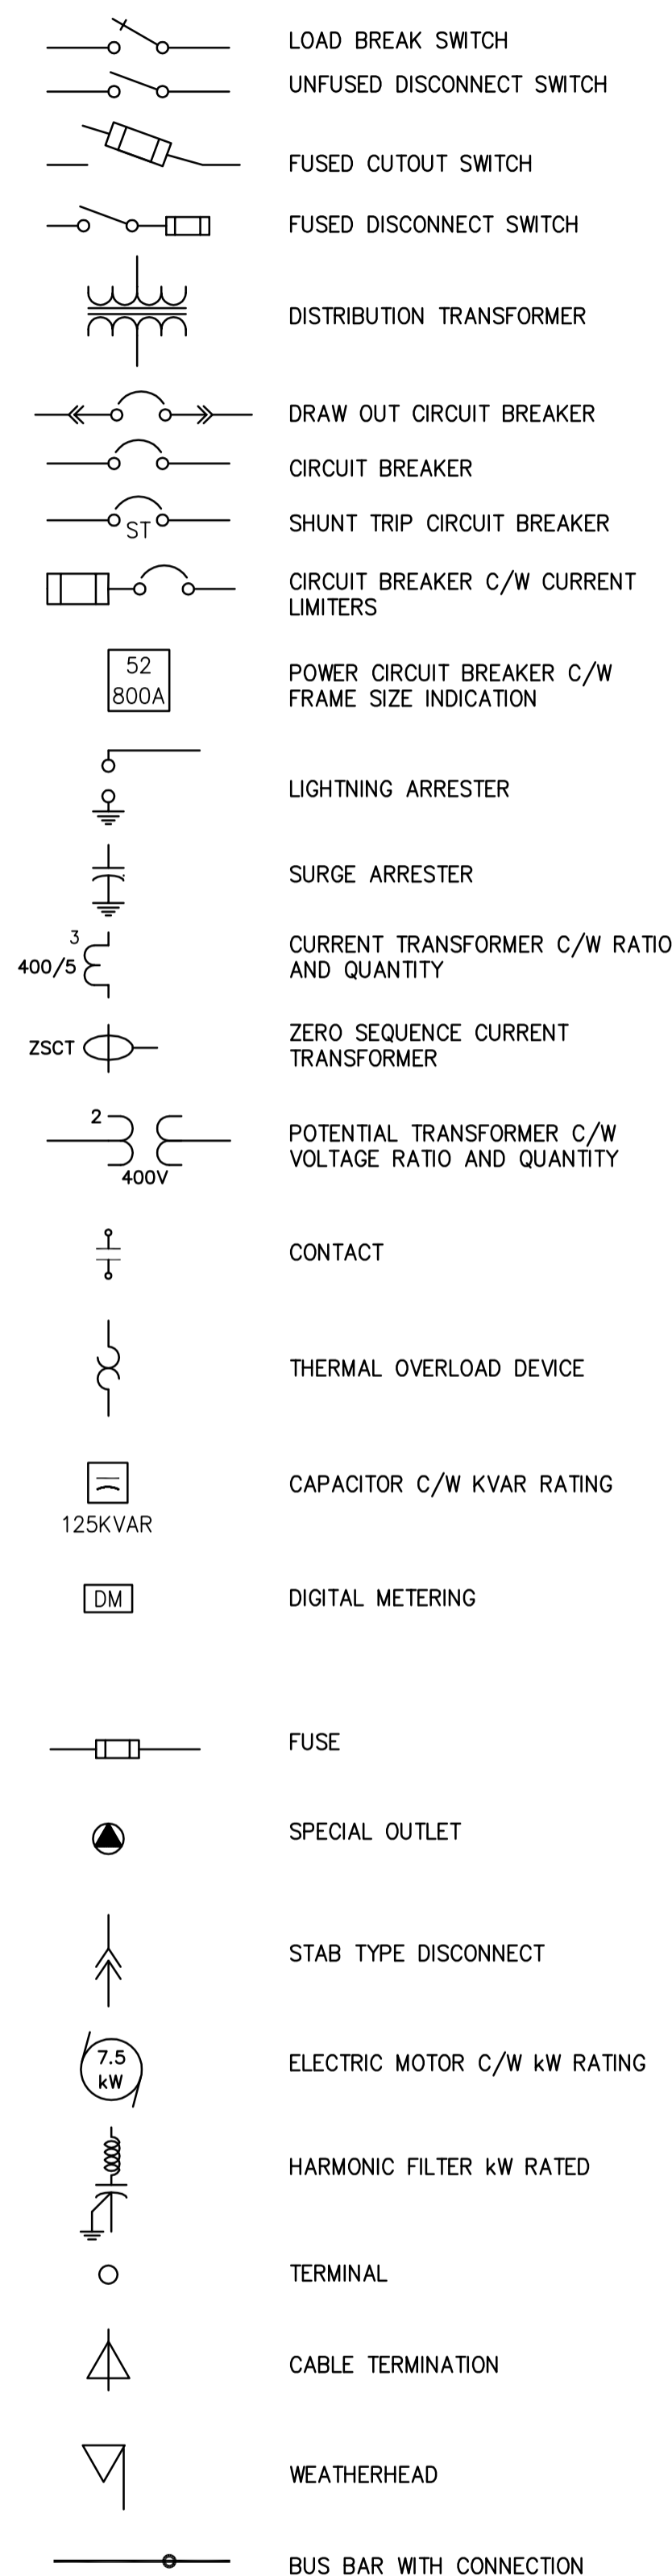 LOAD BREAK SWITCH
UNFUSED DISCONNECT SWITCH
FUSED CUTOUT SWITCH
FUSED DISCONNECT SWITCH
DISTRIBUTION TRANSFORMER
DRAW OUT CIRCUIT BREAKER
CIRCUIT BREAKER
ST
SHUNT TRIP CIRCUIT BREAKER
CIRCUIT BREAKER C/W CURRENT
LIMITERS
52
800A
POWER CIRCUIT BREAKER C/W
FRAME SIZE INDICATION
LIGHTNING ARRESTER
SURGE ARRESTER
3
400/5
CURRENT TRANSFORMER C/W RATIO
AND QUANTITY
ZSCT
ZERO SEQUENCE CURRENT
TRANSFORMER
2
400V
POTENTIAL TRANSFORMER C/W
VOLTAGE RATIO AND QUANTITY
CONTACT
THERMAL OVERLOAD DEVICE
CAPACITOR C/W KVAR RATING
125KVAR
DM
DIGITAL METERING
FUSE
SPECIAL OUTLET
STAB TYPE DISCONNECT
7.5
kW
ELECTRIC MOTOR C/W kW RATING
HARMONIC FILTER kW RATED
TERMINAL
CABLE TERMINATION
WEATHERHEAD
BUS BAR WITH CONNECTION